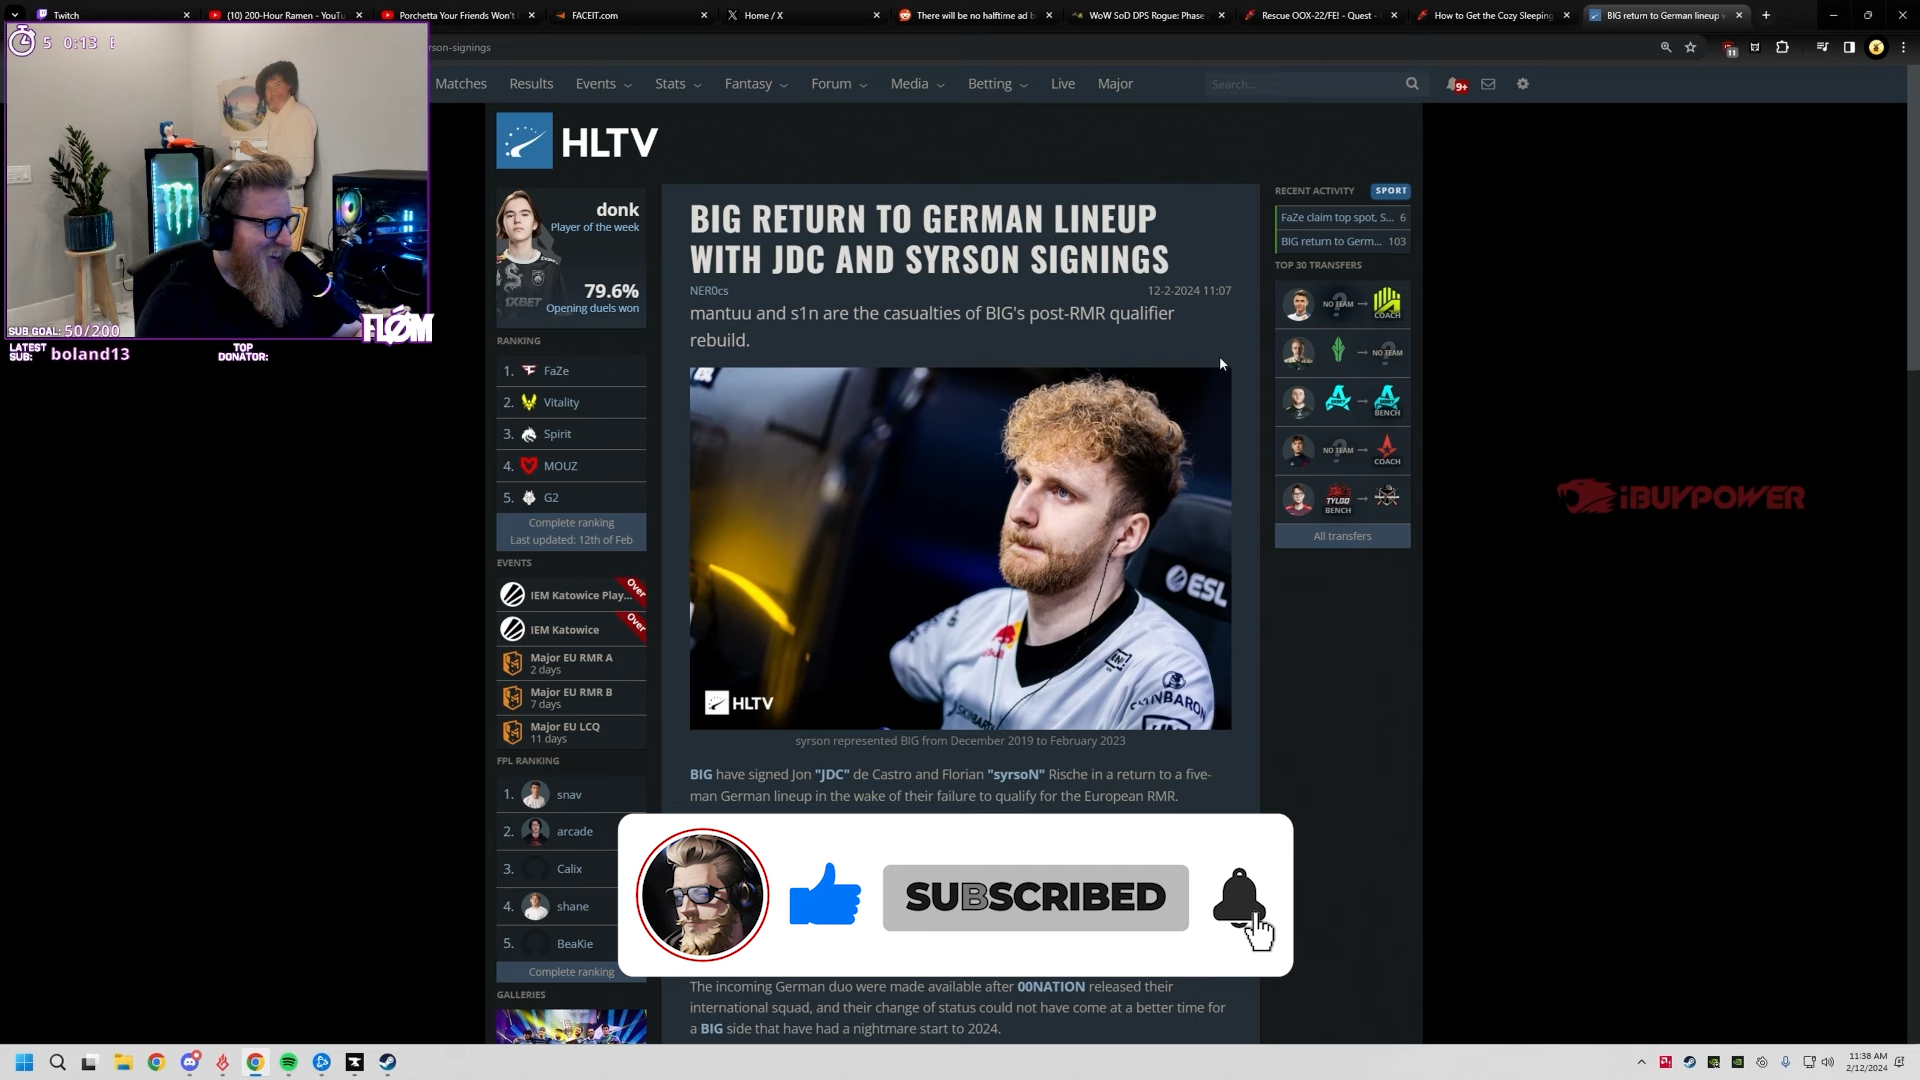 Twitch
(10) 200-Hour Ramen - YouTu
Porchetta Your Friends Won't
FACEIT.com
Home / X
There will be no halftime ad b
WoW SoD DPS Rogue: Phase
Rescue OOX-22/FE! - Quest -
How to Get the Cozy Sleeping
BIG return to German lineup w
rson-signings
11
5 0:13
Matches
Results
Events
Stats
Fantasy
Forum
Media
Betting
Live
Major
Search...
9+
HLTV
SUB GOAL: 50/200
LATEST SUB: boland13
TOP DONATOR:
FLØM
donk
Player of the week
79.6%
Opening duels won
1XBET
RANKING
1. FaZe
2. Vitality
3. Spirit
4. MOUZ
5. G2
Complete ranking
Last updated: 12th of Feb
EVENTS
IEM Katowice Play...
Over
IEM Katowice
Over
Major EU RMR A
2 days
Major EU RMR B
7 days
Major EU LCQ
11 days
FPL RANKING
1. snav
2. arcade
3. Calix
4. shane
5. BeaKie
Complete ranking
GALLERIES
BIG RETURN TO GERMAN LINEUP
WITH JDC AND SYRSON SIGNINGS
NER0cs
12-2-2024 11:07
mantuu and s1n are the casualties of BIG's post-RMR qualifier
rebuild.
ESL
SKINBARON
HLTV
syrson represented BIG from December 2019 to February 2023
BIG have signed Jon "JDC" de Castro and Florian "syrsoN" Rische in a return to a five-
man German lineup in the wake of their failure to qualify for the European RMR.
SUBSCRIBED
The incoming German duo were made available after 00NATION released their
international squad, and their change of status could not have come at a better time for
a BIG side that have had a nightmare start to 2024.
RECENT ACTIVITY
SPORT
FaZe claim top spot, S... 6
BIG return to Germ... 103
TOP 30 TRANSFERS
NO TEAM
COACH
NO TEAM
BENCH
NO TEAM
COACH
TYLOO
BENCH
All transfers
iBUYPOWER
11:38 AM
2/12/2024